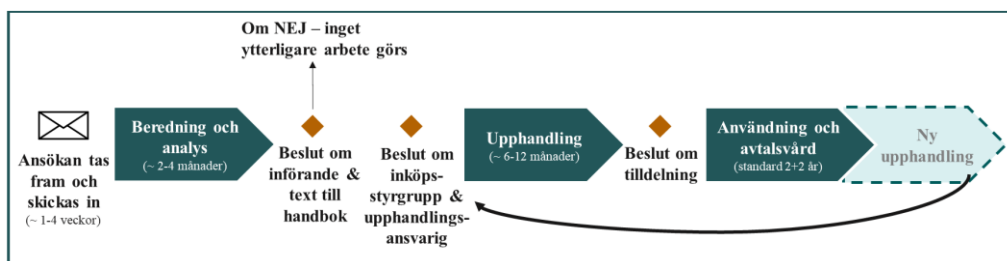 Om NEJ – inget
ytterligare arbete görs
Ansökan tas
fram och
skickas in
(~ 1-4 veckor)
Beredning och
analys
(~ 2-4 månader)
Beslut om
införande &
text till
handbok
Beslut om
inköps-
styrgrupp &
upphandlings-
ansvarig
Upphandling
(~ 6-12 månader)
Beslut om
tilldelning
Användning och
avtalsvård
(standard 2+2 år)
Ny
upphandling